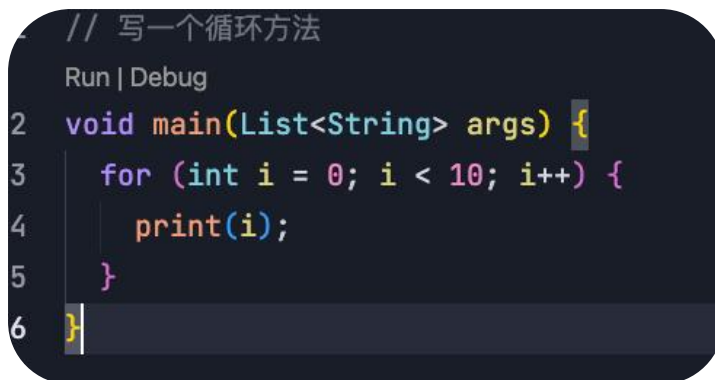 // 写一个循环方法
Run | Debug
2 void main(List<String> args) {
3 for (int i = 0; i < 10; i++) {
4 print(i);
5 }
6 }